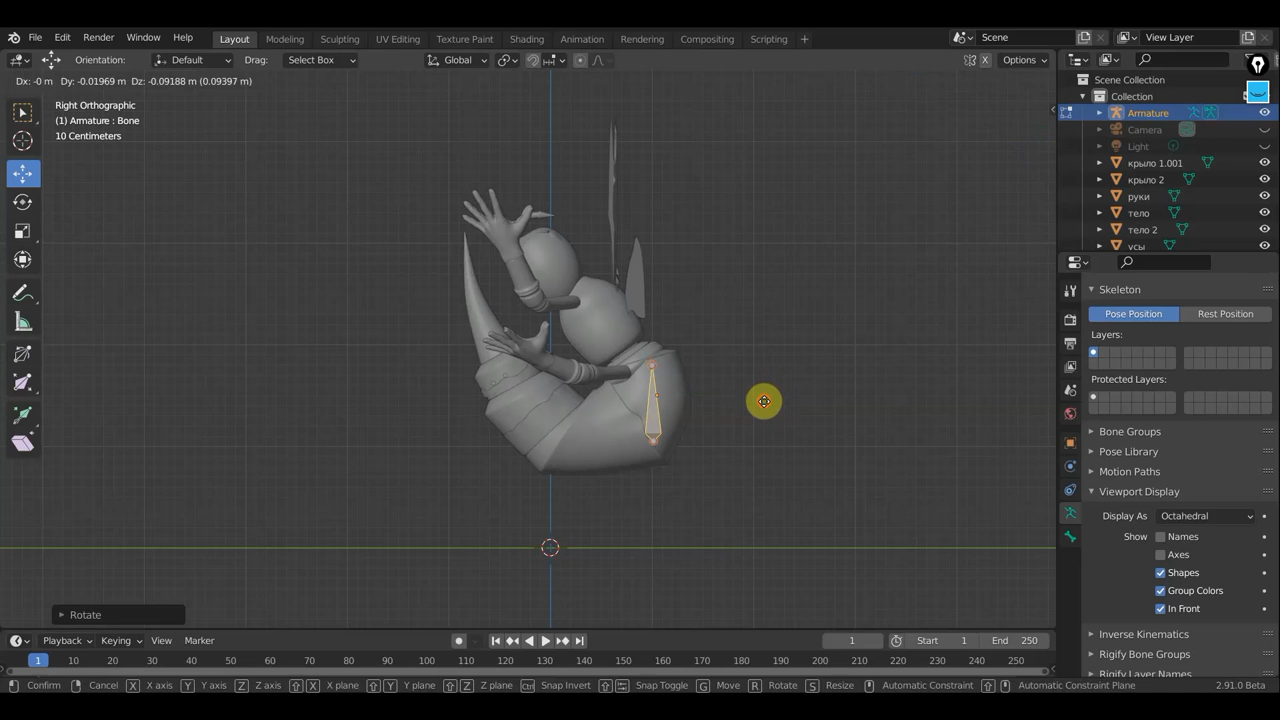 File Edit Render Window Help Layout Modeling Sculpting UV Editing Texture Paint Shading Animation Rendering Compositing Scripting + Scene View Layer
Orientation: Default Drag: Select Box Global X Options
Dx: -0 m Dy: -0.01969 m Dz: -0.09188 m (0.09397 m)
Right Orthographic
(1) Armature : Bone
10 Centimeters
Scene Collection
Collection
Armature
Camera
Light
крыло 1.001
крыло 2
руки
тело
тело 2
усы
Skeleton
Pose Position Rest Position
Layers:
Protected Layers:
Bone Groups
Pose Library
Motion Paths
Viewport Display
Display As Octahedral
Show Names
Axes
Shapes
Group Colors
In Front
Inverse Kinematics
Rigify Bone Groups
Rigify Layer Names
Rotate
Playback Keying View Marker 1 Start 1 End 250
1 10 20 30 40 50 60 70 80 90 100 110 120 130 140 150 160 170 180 190 200 210 220 230 240 250
Confirm Cancel X X axis Y Y axis Z Z axis X X plane Y Y plane Z Z plane Ctrl Snap Invert Snap Toggle G Move R Rotate S Resize Automatic Constraint Automatic Constraint Plane 2.91.0 Beta